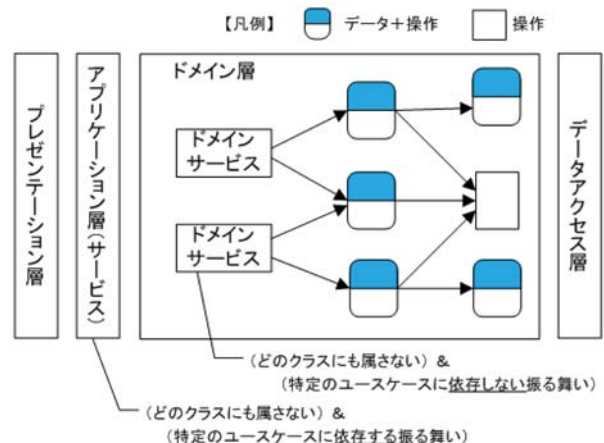 【凡例】 データ＋操作 操作
プレゼンテーション層
アプリケーション層(サービス)
ドメイン層
ドメイン
サービス
ドメイン
サービス
データアクセス層
(どのクラスにも属さない) &
(特定のユースケースに依存しない振る舞い)
(どのクラスにも属さない) &
(特定のユースケースに依存する振る舞い)